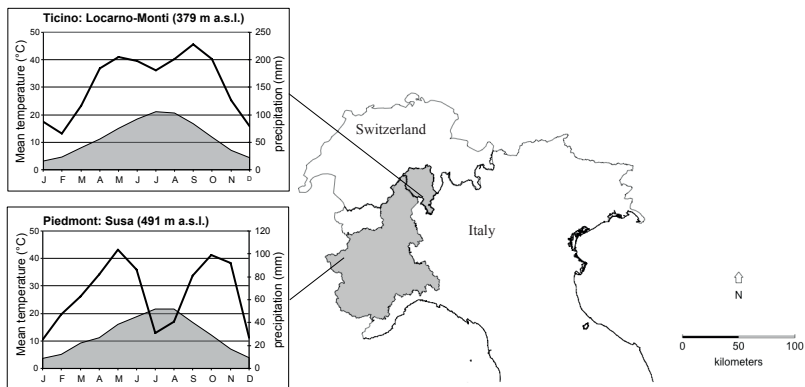 Ticino: Locarno-Monti (379 m a.s.l.)
Mean temperature (°C)
50
40
30
20
10
0
250
200
150
100
50
0
precipitation (mm)
J F M A M J J A S O N D
Piedmont: Susa (491 m a.s.l.)
Mean temperature (°C)
50
40
30
20
10
0
120
100
80
60
40
20
0
precipitation (mm)
J F M A M J J A S O N D
Switzerland
Italy
N
0 50 100
kilometers